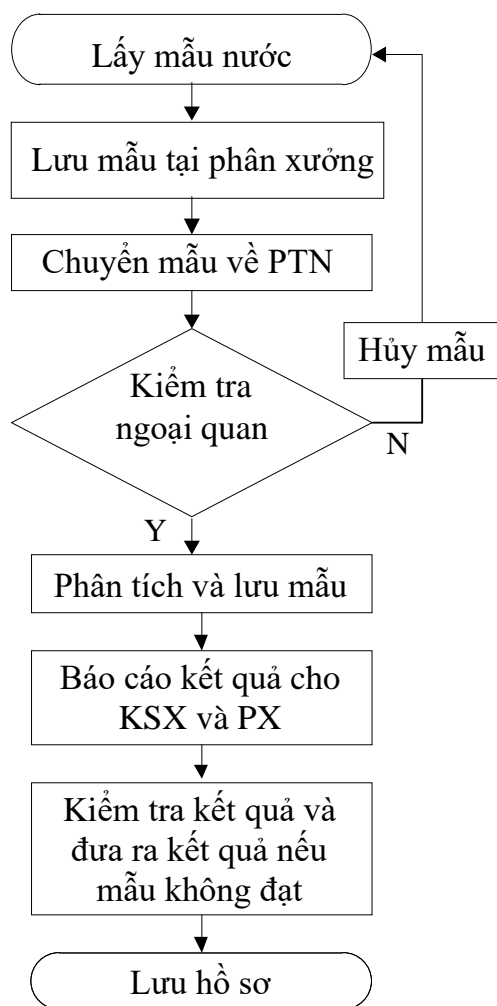 Lấy mẫu nước
Lưu mẫu tại phân xưởng
Chuyển mẫu về PTN
Hủy mẫu
Kiểm tra
ngoại quan
N
Y
Phân tích và lưu mẫu
Báo cáo kết quả cho
KSX và PX
Kiểm tra kết quả và
đưa ra kết quả nếu
mẫu không đạt
Lưu hồ sơ